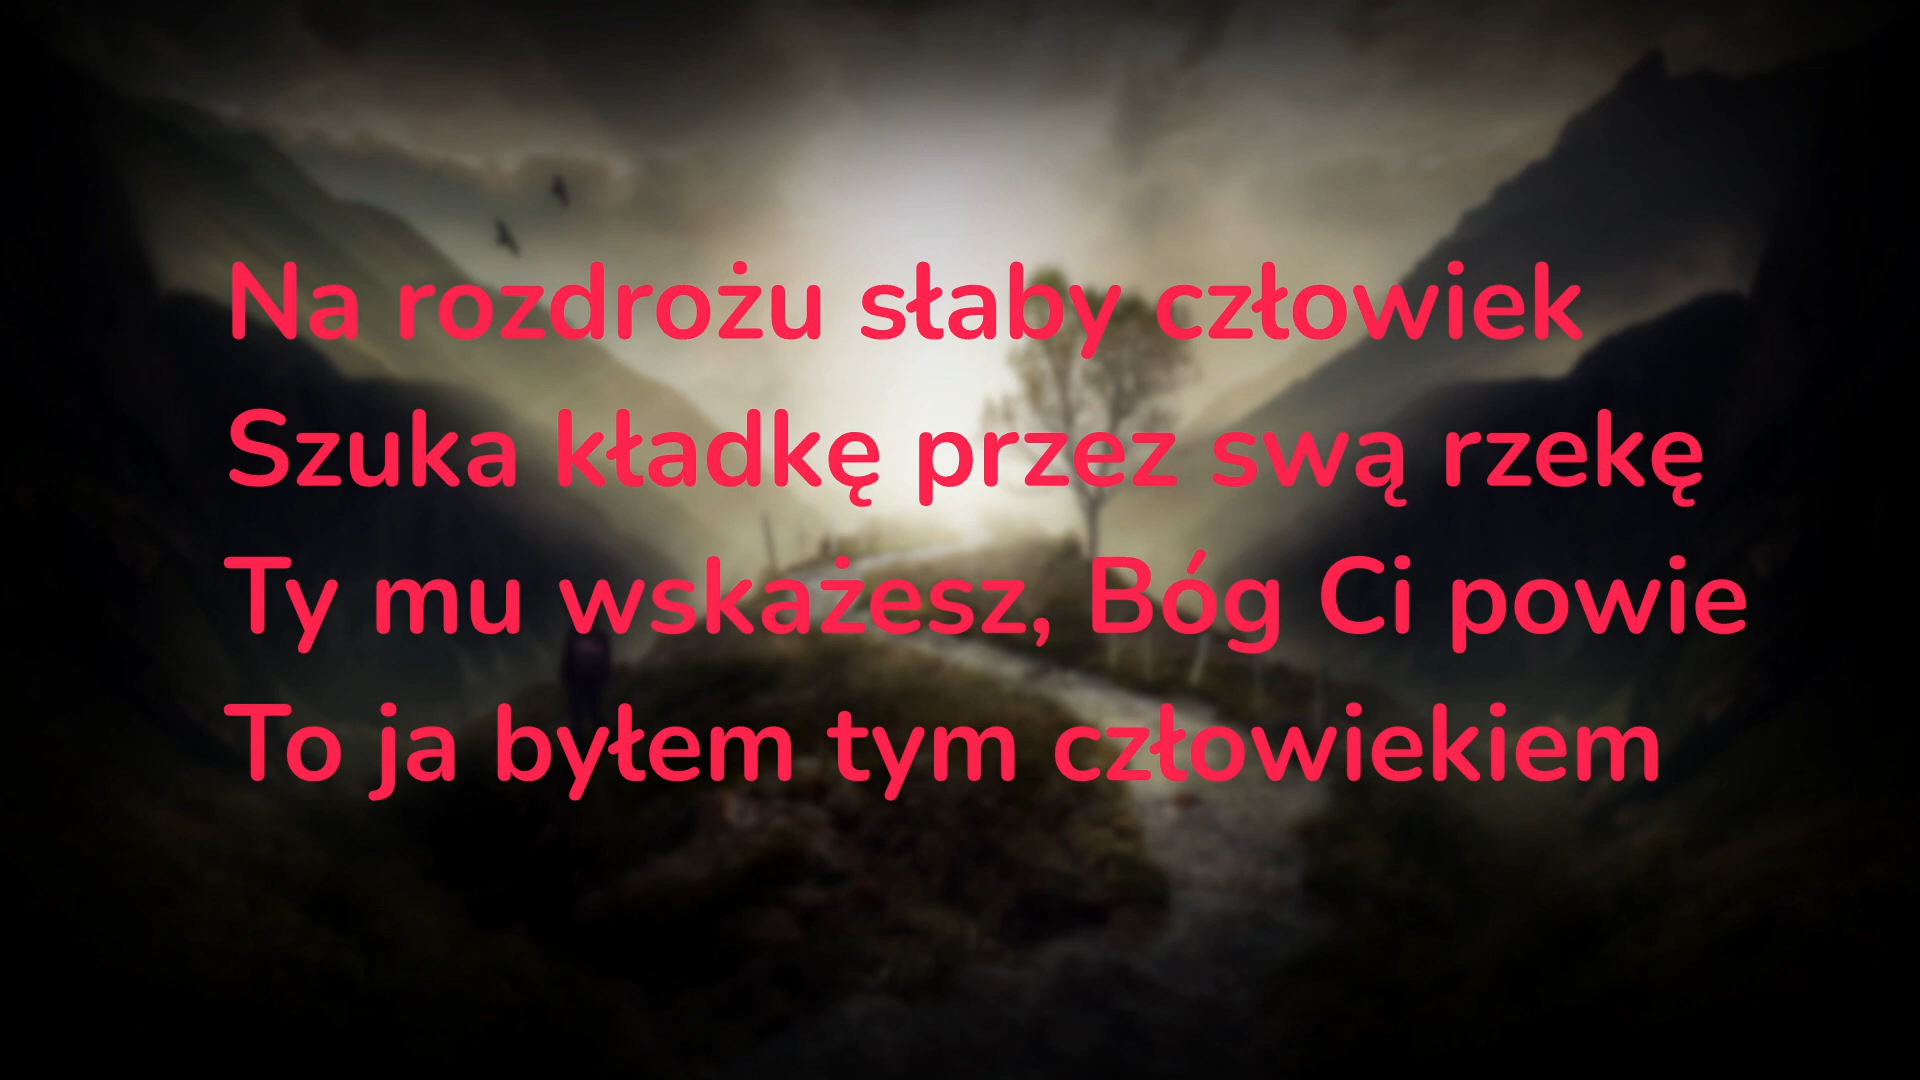 Na rozdrożu słaby człowiek
Szuka kładkę przez swą rzekę
Ty mu wskażesz, Bóg Ci powie
To ja byłem tym człowiekiem